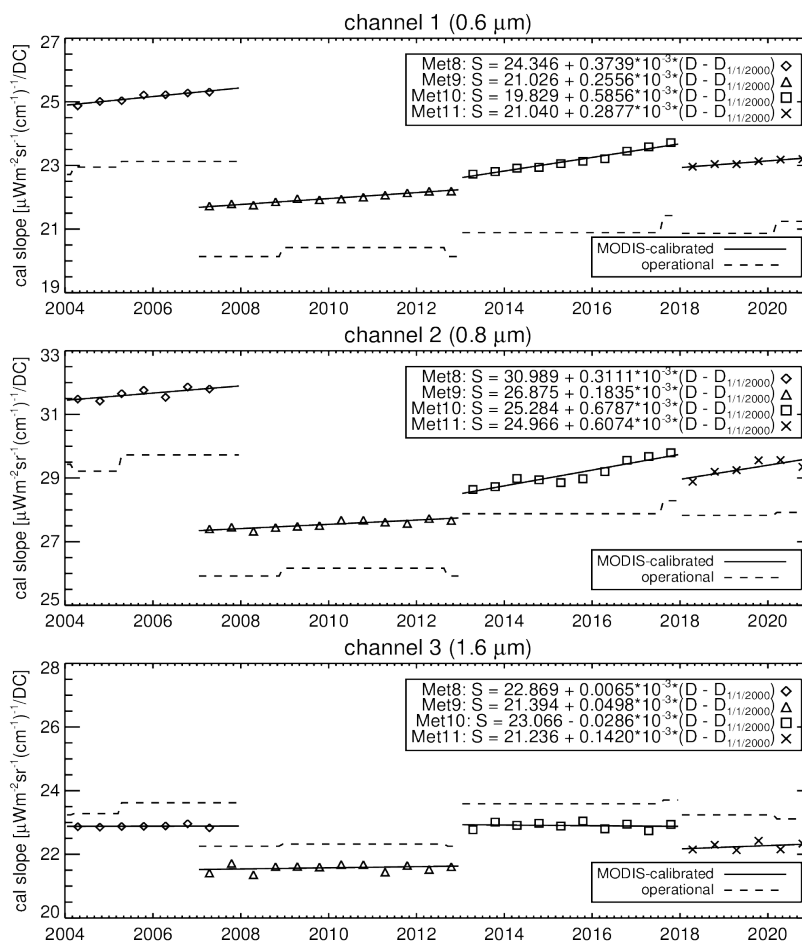 channel 1 (0.6 µm)
27
25
23
21
19
cal slope [µWm⁻²sr⁻¹(cm⁻¹)⁻¹/DC]
Met8: S = 24.346 + 0.3739*10⁻³*(D - D1/1/2000)
Met9: S = 21.026 + 0.2556*10⁻³*(D - D1/1/2000)
Met10: S = 19.829 + 0.5856*10⁻³*(D - D1/1/2000)
Met11: S = 21.040 + 0.2877*10⁻³*(D - D1/1/2000)
MODIS-calibrated
operational
2004 2006 2008 2010 2012 2014 2016 2018 2020
channel 2 (0.8 µm)
33
31
29
27
25
cal slope [µWm⁻²sr⁻¹(cm⁻¹)⁻¹/DC]
Met8: S = 30.989 + 0.3111*10⁻³*(D - D1/1/2000)
Met9: S = 26.875 + 0.1835*10⁻³*(D - D1/1/2000)
Met10: S = 25.284 + 0.6787*10⁻³*(D - D1/1/2000)
Met11: S = 24.966 + 0.6074*10⁻³*(D - D1/1/2000)
MODIS-calibrated
operational
2004 2006 2008 2010 2012 2014 2016 2018 2020
channel 3 (1.6 µm)
28
26
24
22
20
cal slope [µWm⁻²sr⁻¹(cm⁻¹)⁻¹/DC]
Met8: S = 22.869 + 0.0065*10⁻³*(D - D1/1/2000)
Met9: S = 21.394 + 0.0498*10⁻³*(D - D1/1/2000)
Met10: S = 23.066 - 0.0286*10⁻³*(D - D1/1/2000)
Met11: S = 21.236 + 0.1420*10⁻³*(D - D1/1/2000)
MODIS-calibrated
operational
2004 2006 2008 2010 2012 2014 2016 2018 2020